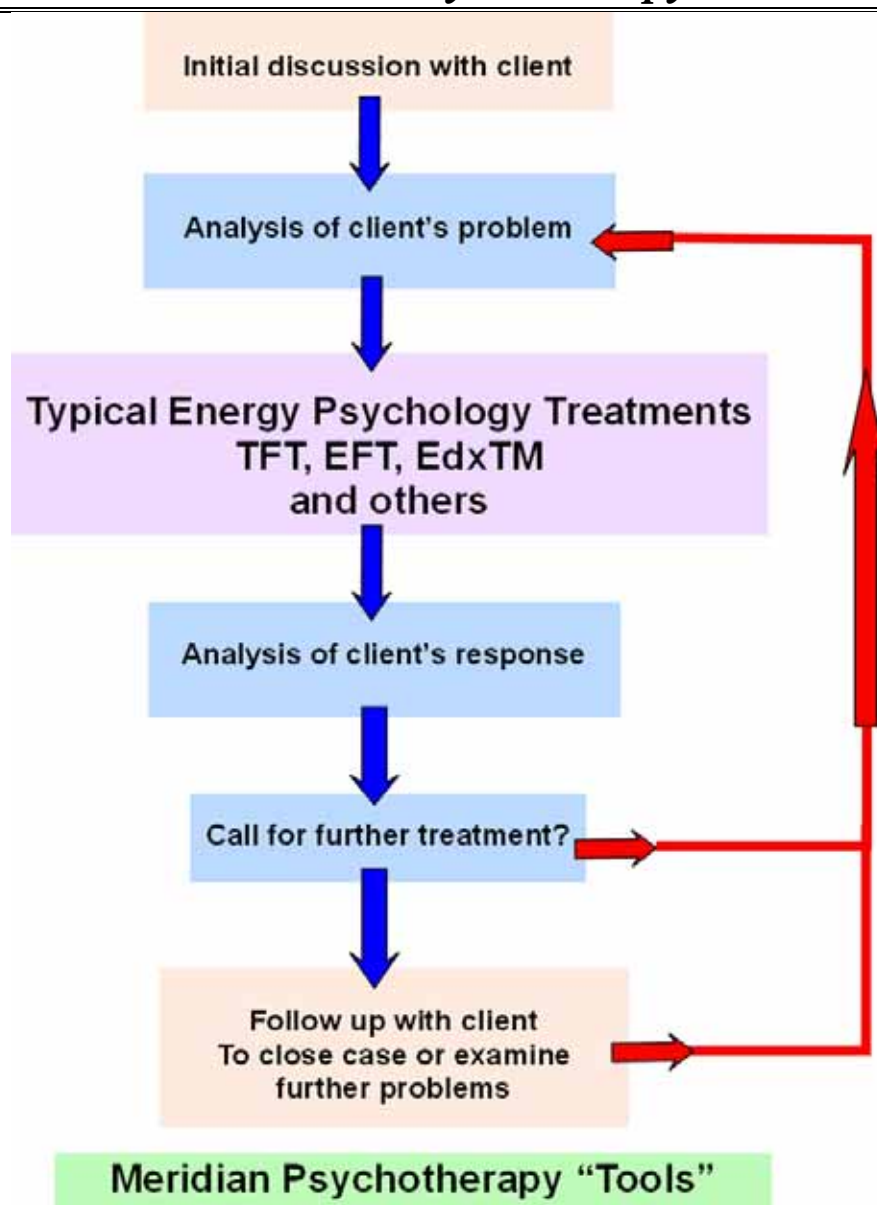 Initial discussion with client
Analysis of client's problem
Typical Energy Psychology Treatments
TFT, EFT, EdxTM
and others
Analysis of client's response
Call for further treatment?
Follow up with client
To close case or examine
further problems
Meridian Psychotherapy “Tools”